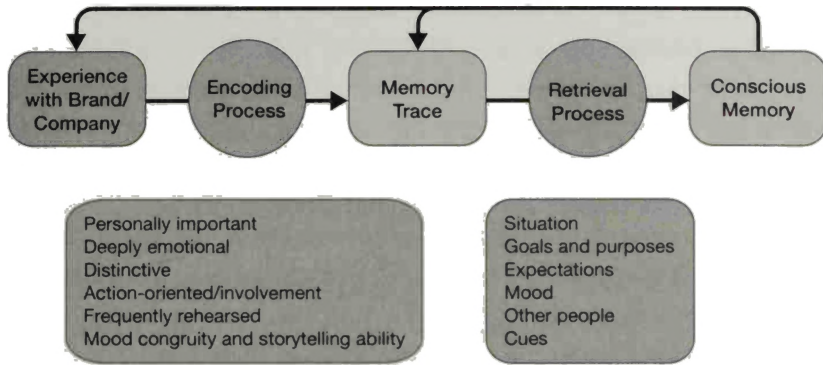 Experience
with Brand/
Company
Encoding
Process
Memory
Trace
Retrieval
Process
Conscious
Memory
Personally important
Deeply emotional
Distinctive
Action-oriented/involvement
Frequently rehearsed
Mood congruity and storytelling ability
Situation
Goals and purposes
Expectations
Mood
Other people
Cues